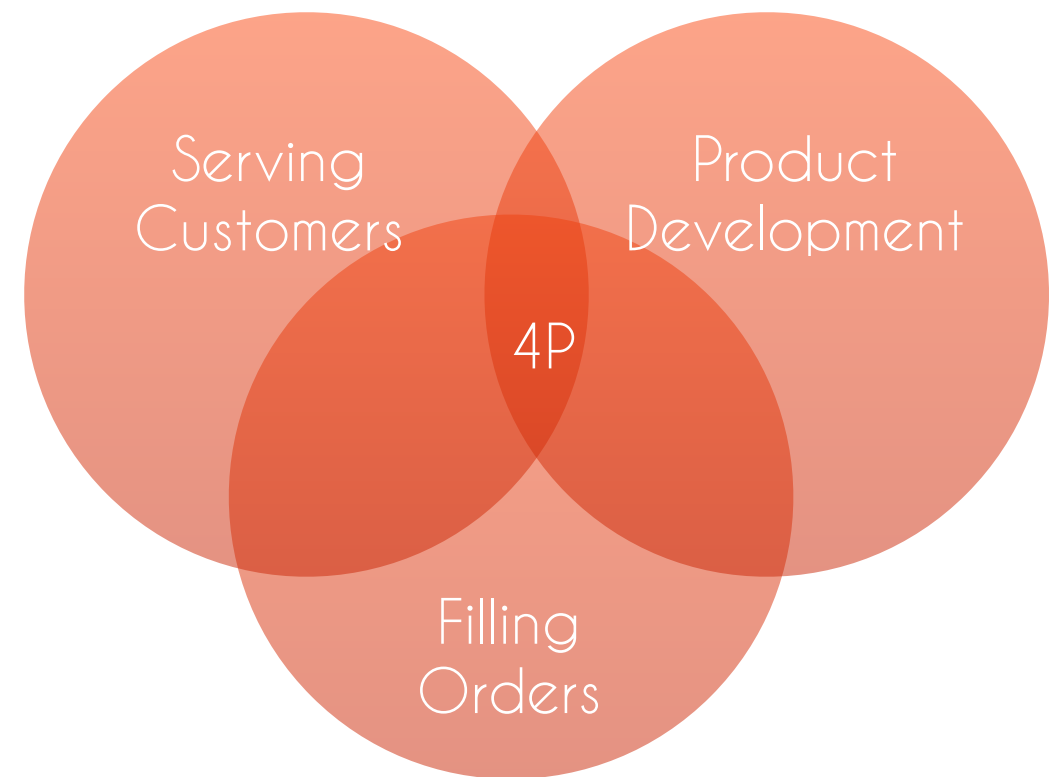 Serving
Customers
Product
Development
4P
Filling
Orders